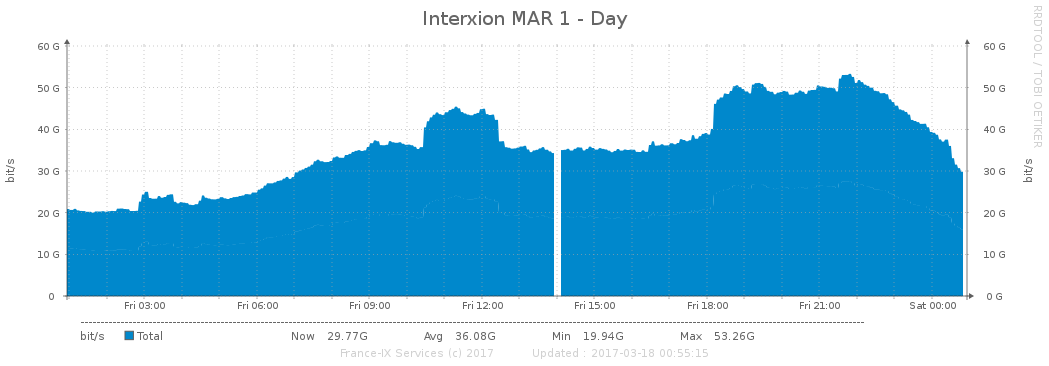 Interxion MAR 1 - Day
RRDTOOL / TOBI OETIKER
60 G 60 G
50 G 50 G
40 G 40 G
30 G 30 G
20 G 20 G
10 G 10 G
0 0 G
bit/s bit/s
Fri 03:00 Fri 06:00 Fri 09:00 Fri 12:00 Fri 15:00 Fri 18:00 Fri 21:00 Sat 00:00
bit/s Total Now 29.77G Avg 36.08G Min 19.94G Max 53.26G
France-IX Services (c) 2017 Updated : 2017-03-18 00:55:15